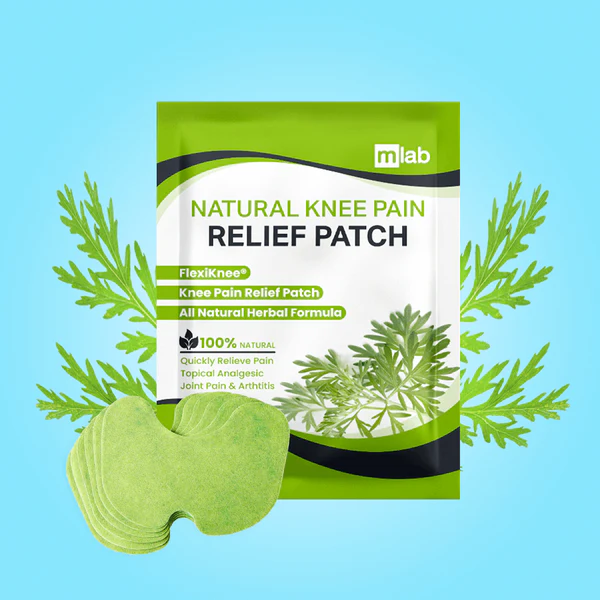 mlab
NATURAL KNEE PAIN
RELIEF PATCH
FlexiKnee®
Knee Pain Relief Patch
All Natural Herbal Formula
100% NATURAL
Quickly Relieve Pain
Topical Analgesic
Joint Pain & Arthtitis